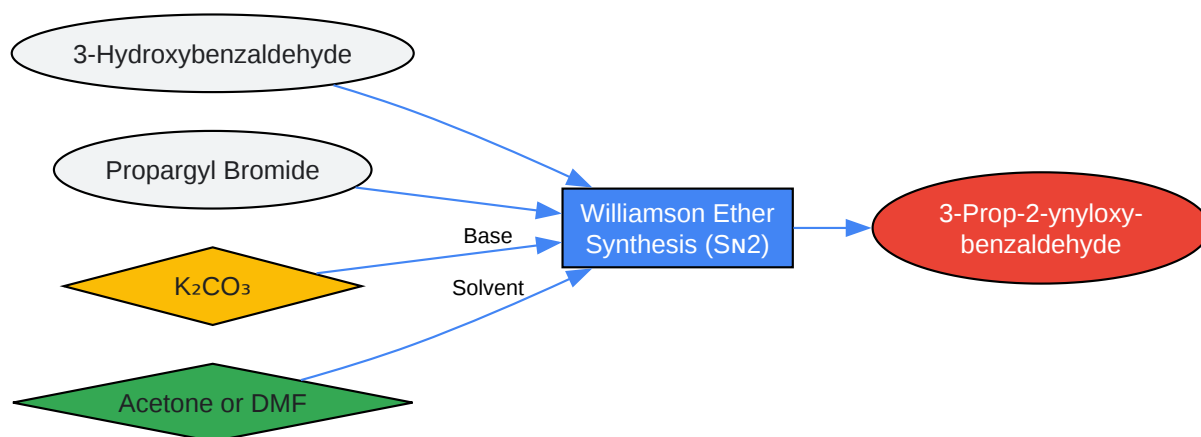 3-Hydroxybenzaldehyde
Propargyl Bromide
K₂CO₃
Acetone or DMF
Base
Solvent
Williamson Ether
Synthesis (Sɴ2)
3-Prop-2-ynyloxy-
benzaldehyde